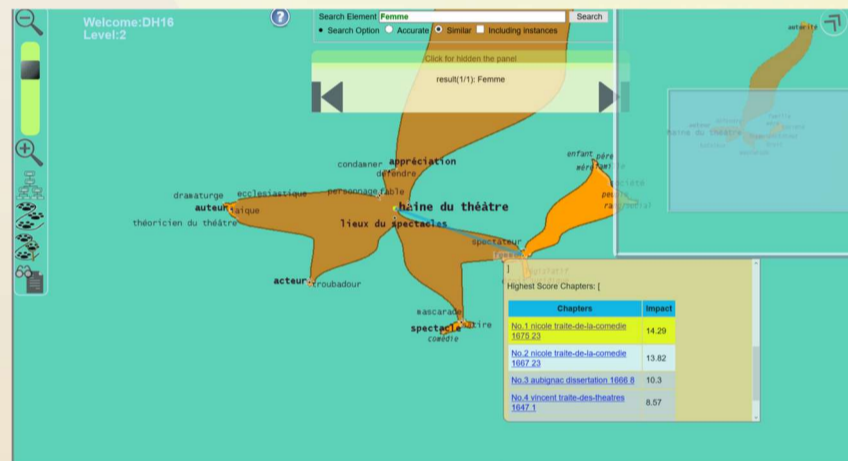 Welcome:DH16
Level:2
Search Element Femme Search
Search Option Accurate Similar Including instances
Click for hidden the panel
result(1/1): Femme
autorité
condamner appréciation
défendre
enfant père
mère famille
dramaturge ecclesiastique personnage fable
auteur laique
haine du théâtre
théoricien du théâtre
lieux du spectacles
spectateur
acteur troubadour
mascarade
spectacle
comédie
]
Highest Score Chapters: [
Chapters Impact
No.1 nicole traite-de-la-comedie 1675 23 14.29
No.2 nicole traite-de-la-comedie 1667 23 13.82
No.3 aubignac dissertation 1666 8 10.3
No.4 vincent traite-des-theatres 1647 1 8.57